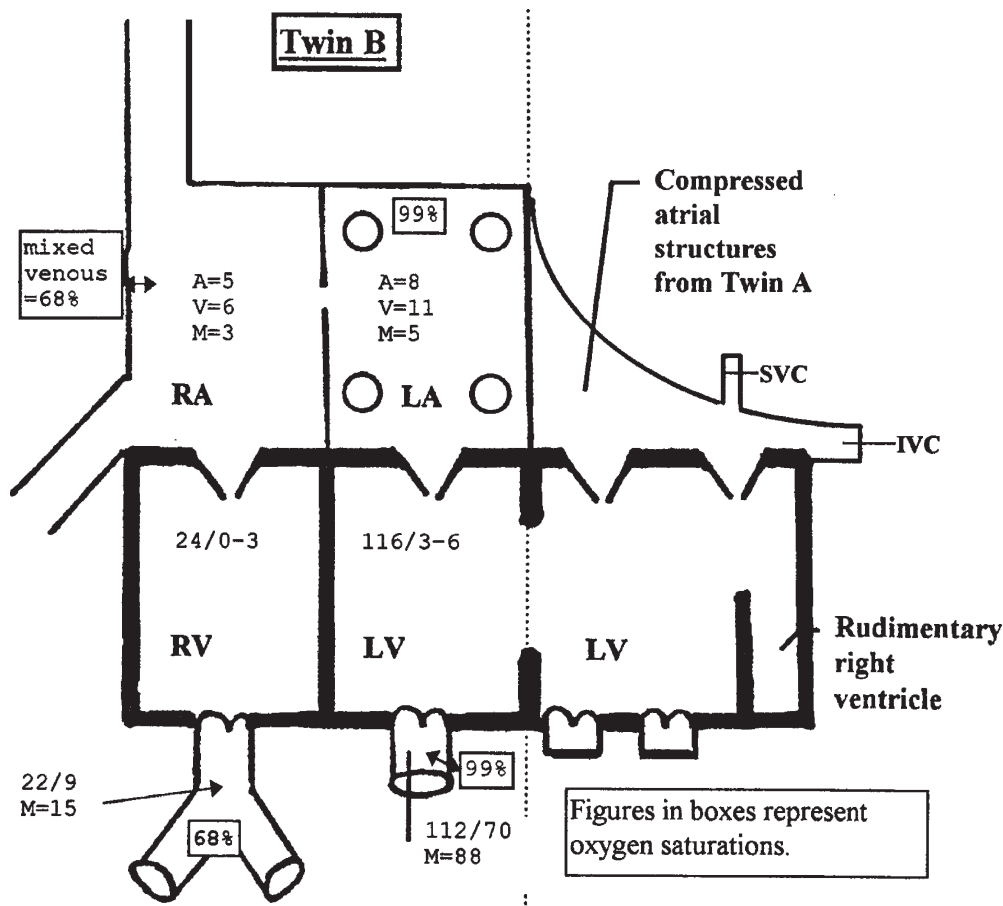 Twin B
99%
Compressed
atrial
structures
from Twin A
mixed
venous
=68%
A=5
V=6
M=3
A=8
V=11
M=5
RA
LA
SVC
IVC
24/0-3
116/3-6
RV
LV
LV
Rudimentary
right
ventricle
22/9
M=15
68%
99%
112/70
M=88
Figures in boxes represent
oxygen saturations.